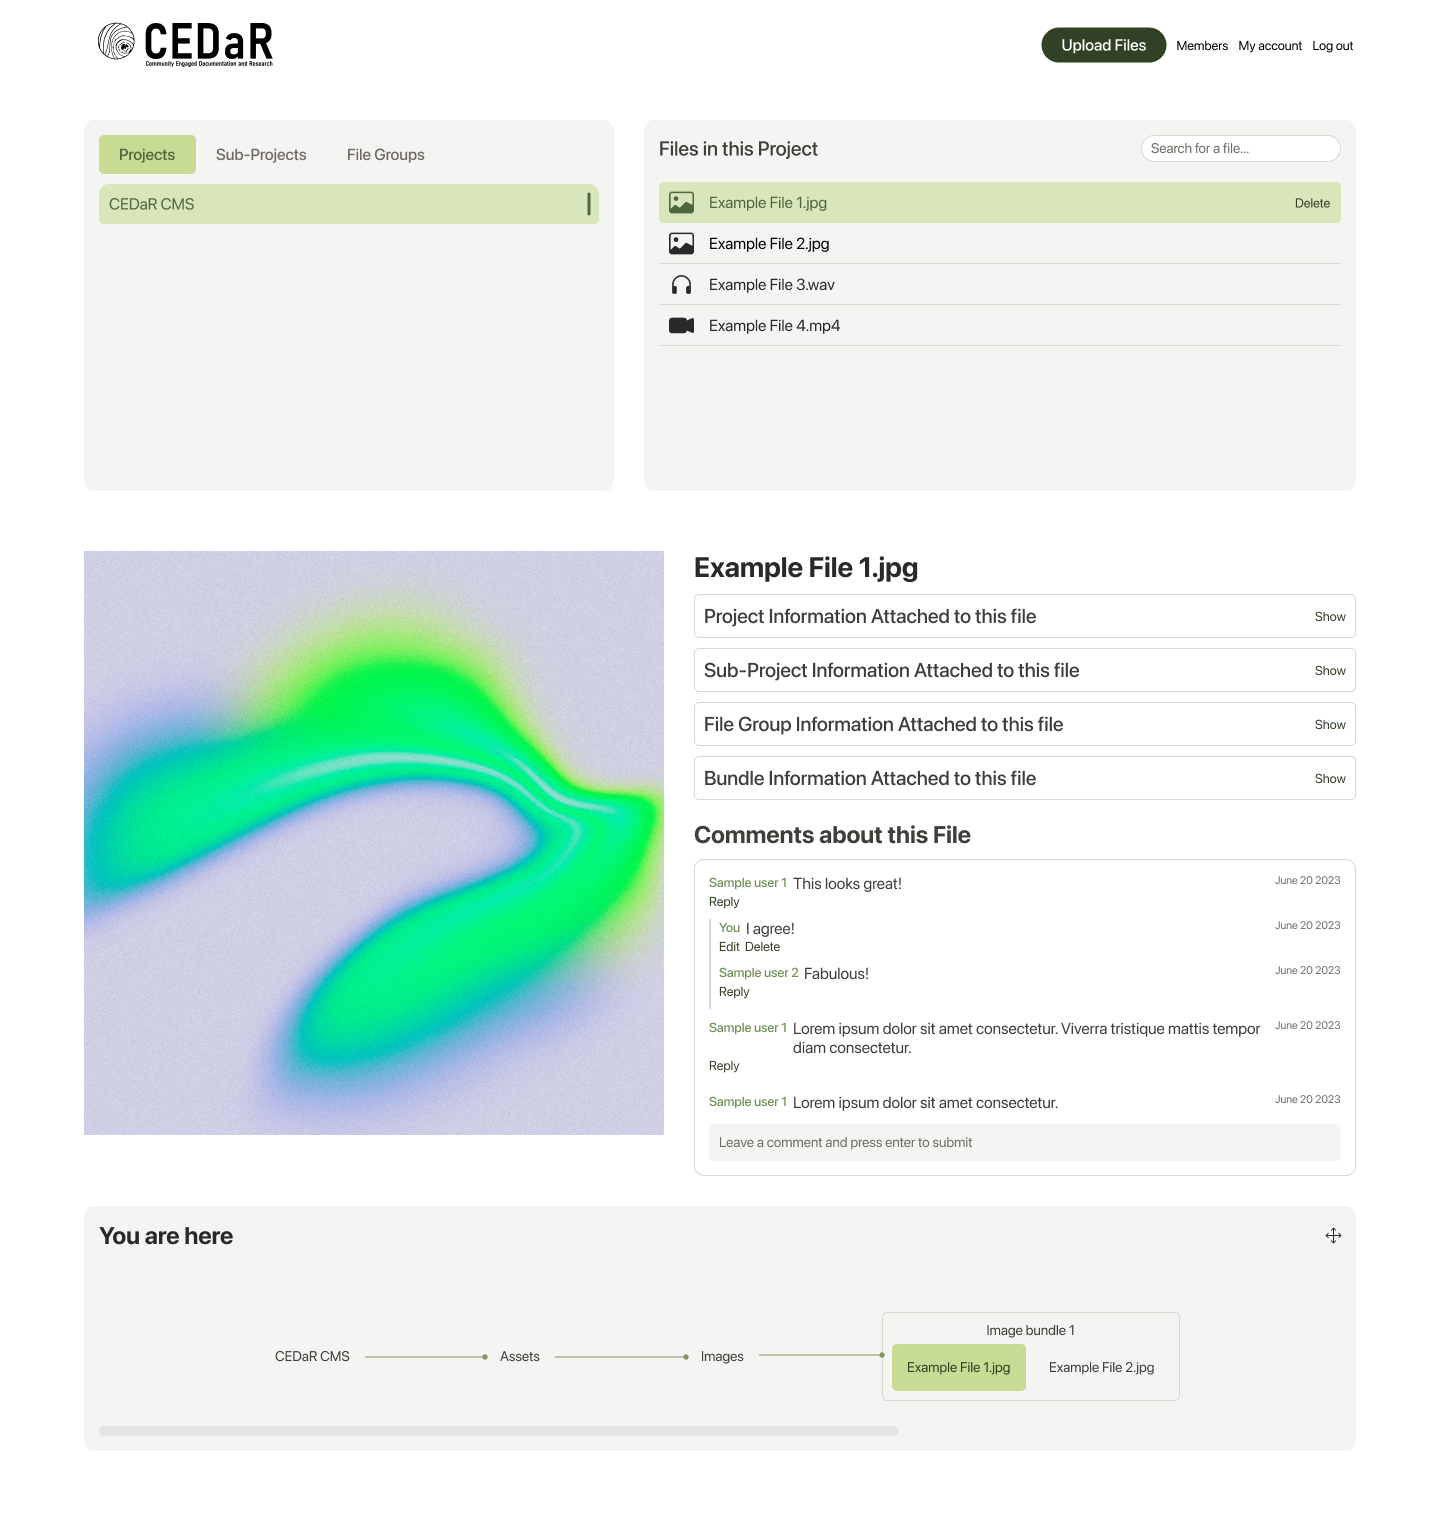 CEDaR
Community Engaged Documentation and Research
Upload Files
Members
My account
Log out
Projects
Sub-Projects
File Groups
CEDaR CMS
Files in this Project
Search for a file...
Example File 1.jpg
Delete
Example File 2.jpg
Example File 3.wav
Example File 4.mp4
Example File 1.jpg
Project Information Attached to this file
Show
Sub-Project Information Attached to this file
Show
File Group Information Attached to this file
Show
Bundle Information Attached to this file
Show
Comments about this File
Sample user 1 This looks great!
June 20 2023
Reply
You I agree!
June 20 2023
Edit Delete
Sample user 2 Fabulous!
June 20 2023
Reply
Sample user 1 Lorem ipsum dolor sit amet consectetur. Viverra tristique mattis tempor
June 20 2023
diam consectetur.
Reply
Sample user 1 Lorem ipsum dolor sit amet consectetur.
June 20 2023
Leave a comment and press enter to submit
You are here
CEDaR CMS
Assets
Images
Image bundle 1
Example File 1.jpg
Example File 2.jpg